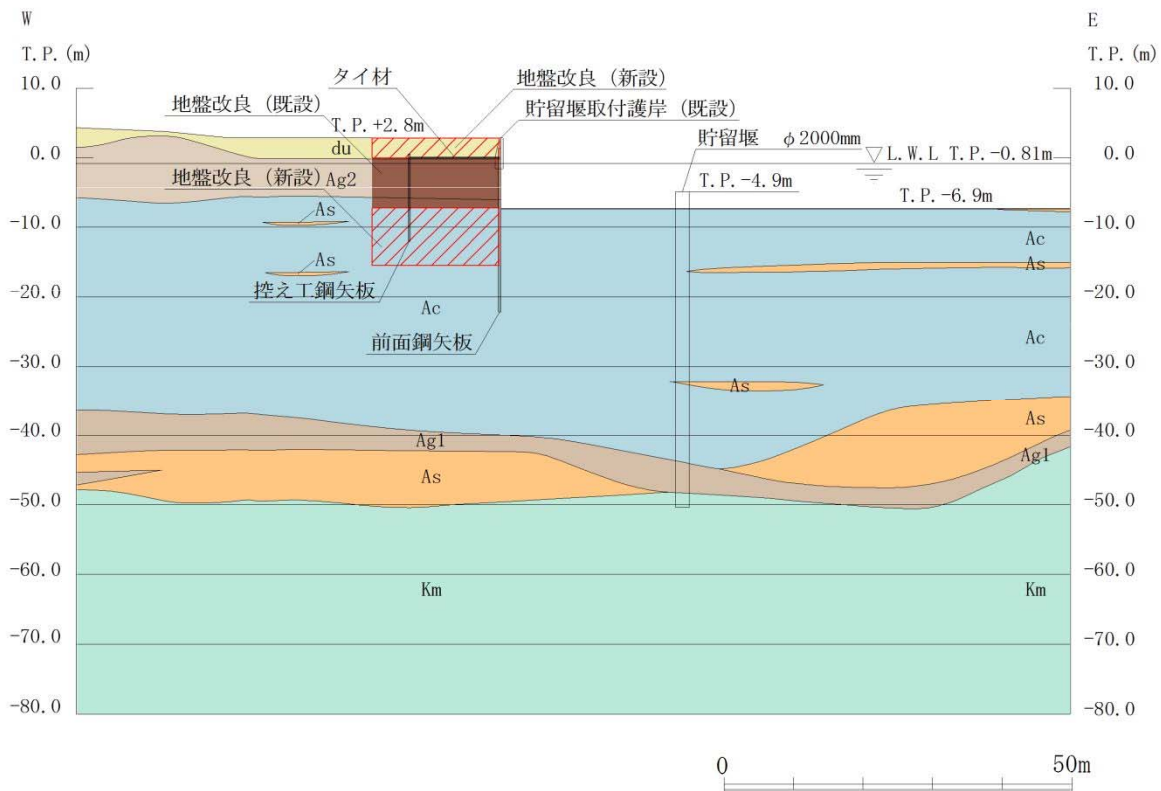 W
E
T.P.(m)
T.P.(m)
10.0
10.0
タイ材
地盤改良（新設）
地盤改良（既設）
貯留堰取付護岸（既設）
T.P.+2.8m
貯留堰 φ2000mm
du
L.W.L T.P.-0.81m
0.0
0.0
地盤改良（新設）
Ag2
T.P.-4.9m
T.P.-6.9m
As
-10.0
-10.0
Ac
As
As
控え工鋼矢板
-20.0
-20.0
Ac
前面鋼矢板
Ac
-30.0
-30.0
As
As
-40.0
-40.0
Ag1
Ag1
As
-50.0
-50.0
-60.0
-60.0
Km
Km
-70.0
-70.0
-80.0
-80.0
0
50m